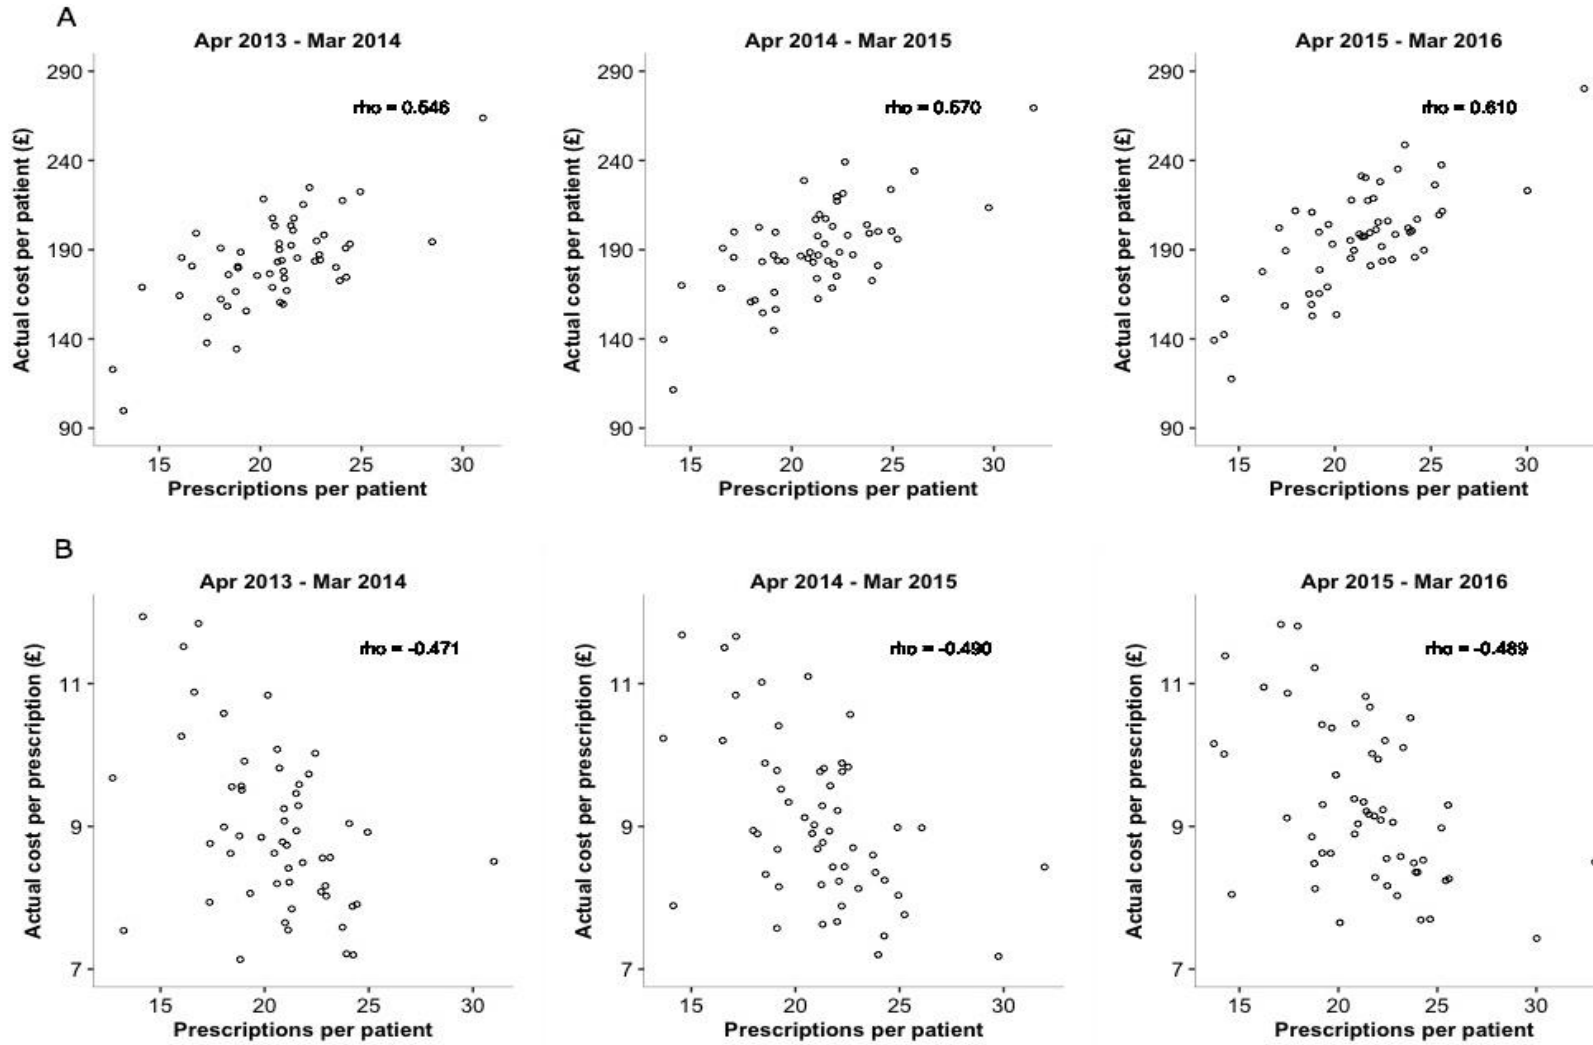 A
Apr 2013 - Mar 2014
Apr 2014 - Mar 2015
Apr 2015 - Mar 2016
290
240
190
140
90
Actual cost per patient (£)
rho = 0.546
15 20 25 30
Prescriptions per patient
290
240
190
140
90
Actual cost per patient (£)
rho = 0.570
15 20 25 30
Prescriptions per patient
290
240
190
140
90
Actual cost per patient (£)
rho = 0.610
15 20 25 30
Prescriptions per patient
B
Apr 2013 - Mar 2014
Apr 2014 - Mar 2015
Apr 2015 - Mar 2016
11
9
7
Actual cost per prescription (£)
rho = -0.471
15 20 25 30
Prescriptions per patient
11
9
7
Actual cost per prescription (£)
rho = -0.490
15 20 25 30
Prescriptions per patient
11
9
7
Actual cost per prescription (£)
rho = -0.469
15 20 25 30
Prescriptions per patient